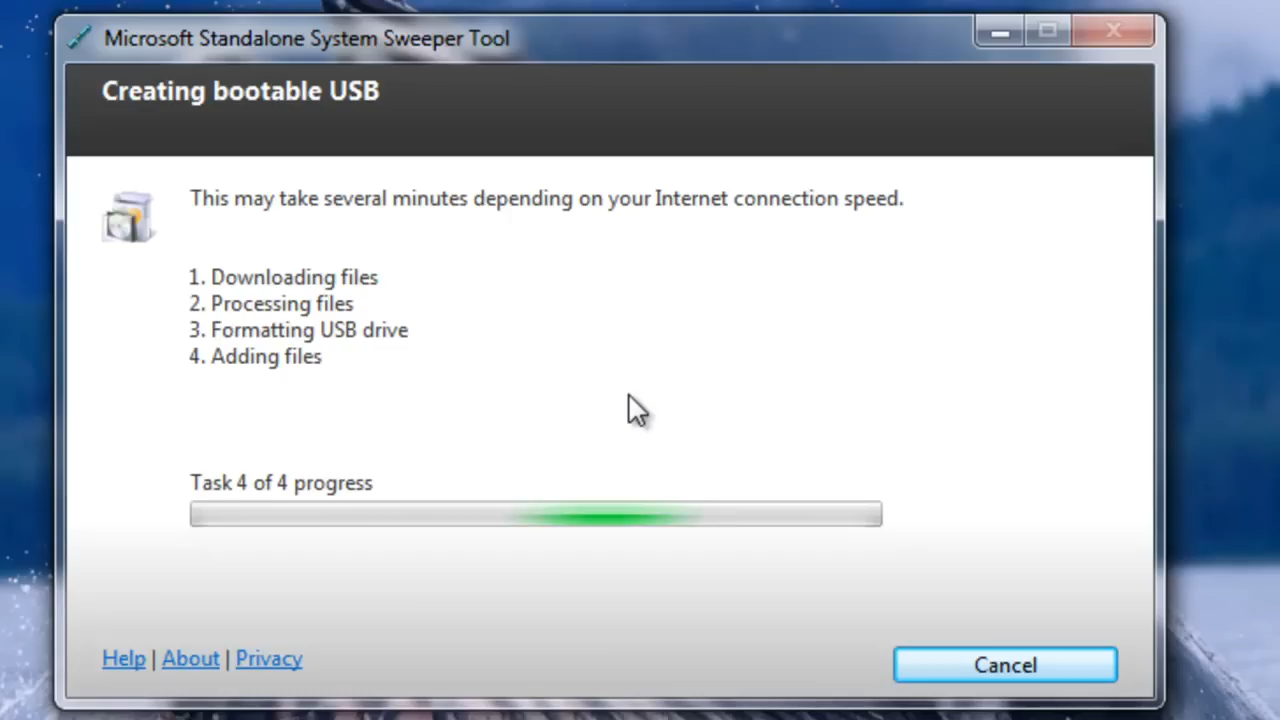 Microsoft Standalone System Sweeper Tool
Creating bootable USB
This may take several minutes depending on your Internet connection speed.
1. Downloading files
2. Processing files
3. Formatting USB drive
4. Adding files
Task 4 of 4 progress
Help | About | Privacy
Cancel